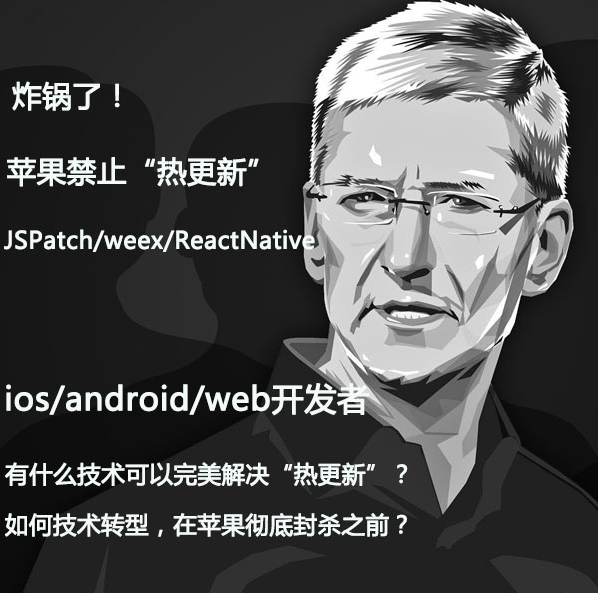 炸锅了！
苹果禁止“热更新”
JSPatch/weex/ReactNative
ios/android/web开发者
有什么技术可以完美解决“热更新”？
如何技术转型，在苹果彻底封杀之前？